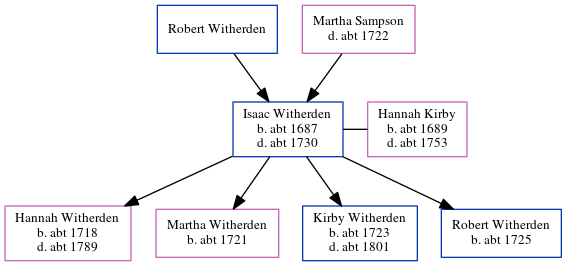 Robert Witherden
Martha Sampson
d. abt 1722
Isaac Witherden
b. abt 1687
d. abt 1730
Hannah Kirby
b. abt 1689
d. abt 1753
Hannah Witherden
b. abt 1718
d. abt 1789
Martha Witherden
b. abt 1721
Kirby Witherden
b. abt 1723
d. abt 1801
Robert Witherden
b. abt 1725